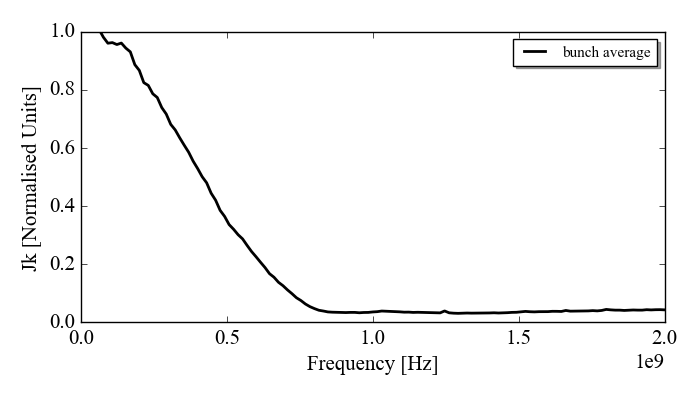 1.0
bunch average
0.8
0.6
Jk [Normalised Units]
0.4
0.2
0.0
0.0 0.5 1.0 1.5 2.0
Frequency [Hz]
1e9